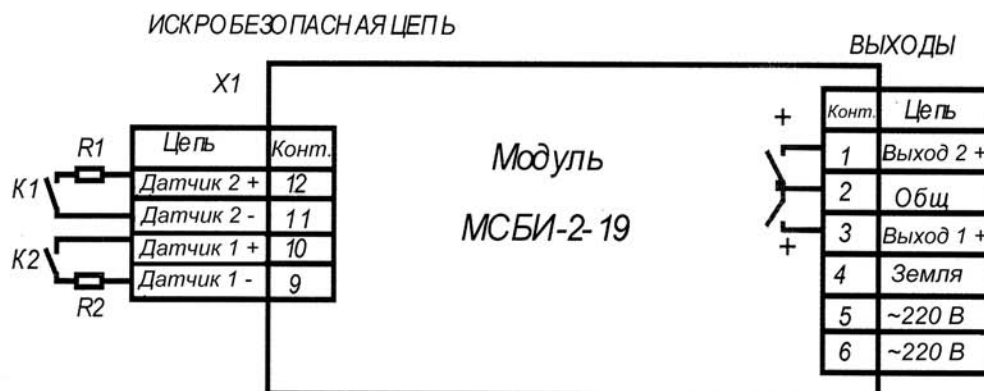 ИСКРОБЕЗОПАСНАЯ ЦЕПЬ
ВЫХОДЫ
X1
Цепь Конт.
Датчик 2 + 12
Датчик 2 - 11
Датчик 1 + 10
Датчик 1 - 9
R1
K1
K2
R2
Модуль
МСБИ-2-19
+
+
Конт. Цепь
1 Выход 2 +
2 Общ
3 Выход 1 +
4 Земля
5 ~220 В
6 ~220 В